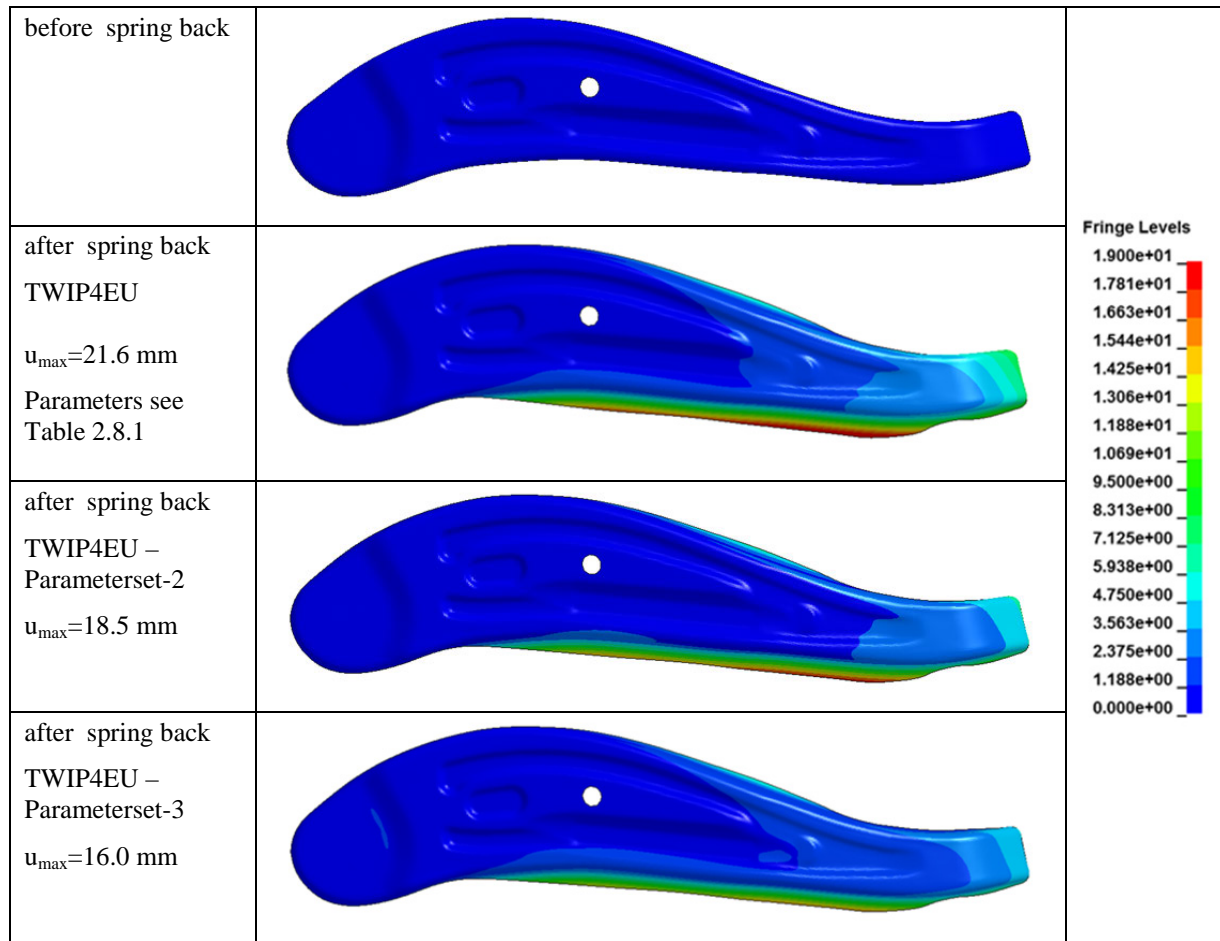 before spring back
after spring back
TWIP4EU
umax=21.6 mm
Parameters see
Table 2.8.1
after spring back
TWIP4EU –
Parameterset-2
umax=18.5 mm
after spring back
TWIP4EU –
Parameterset-3
umax=16.0 mm
Fringe Levels
1.900e+01
1.781e+01
1.663e+01
1.544e+01
1.425e+01
1.306e+01
1.188e+01
1.069e+01
9.500e+00
8.313e+00
7.125e+00
5.938e+00
4.750e+00
3.563e+00
2.375e+00
1.188e+00
0.000e+00